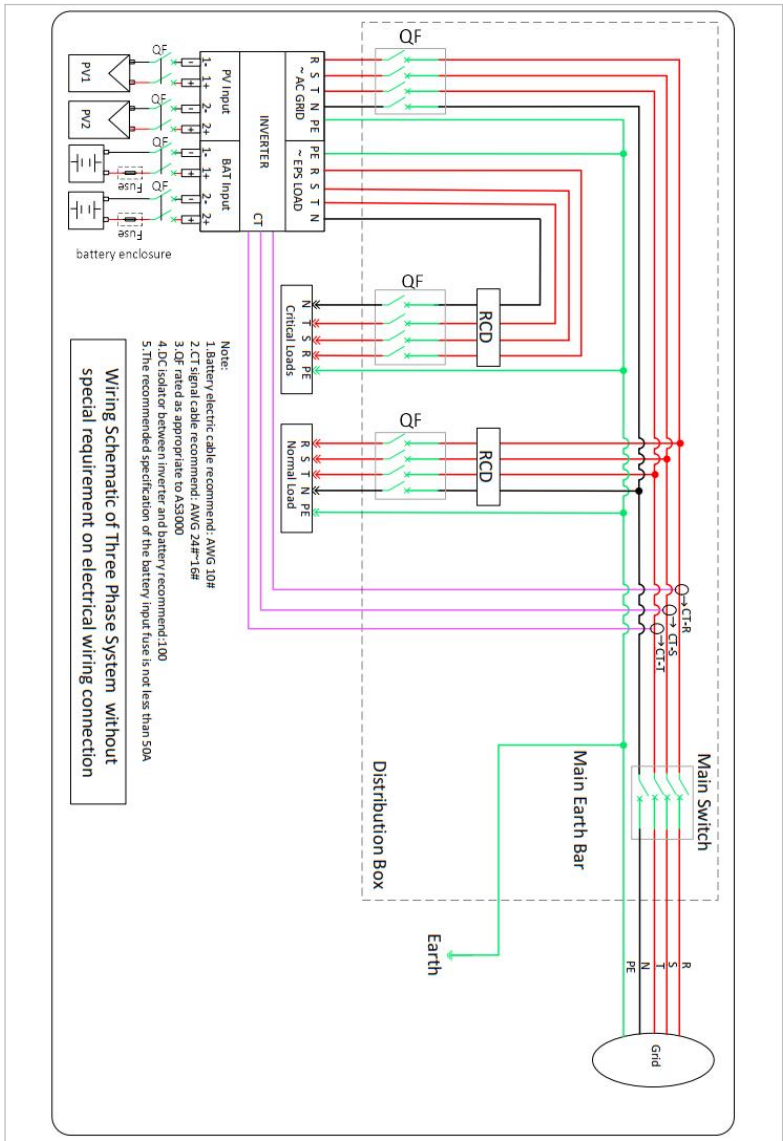 QF
R
S
T
N
PE
~ AC GRID
PE
R
S
T
N
~ EPS LOAD
INVERTER
CT
PV Input
BAT Input
1-
1+
2-
2+
1-
1+
2-
2+
-
+
-
+
-
+
-
+
QF
QF
QF
QF
PV1
PV2
Fuse
Fuse
battery enclosure
QF
RCD
N
T
S
R
PE
Critical Loads
QF
RCD
R
S
T
N
PE
Normal Load
CT-R
CT-S
CT-T
Main Switch
Main Earth Bar
Distribution Box
Earth
R
S
T
N
PE
Grid
Note:
1.Battery electric cable recommend: AWG 10#
2.CT signal cable recommend: AWG 24#~16#
3.QF rated as appropriate to AS3000
4.DC isolator between inverter and battery recommend:100
5.The recommended specification of the battery input fuse is not less than 50A
Wiring Schematic of Three Phase System without
special requirement on electrical wiring connection